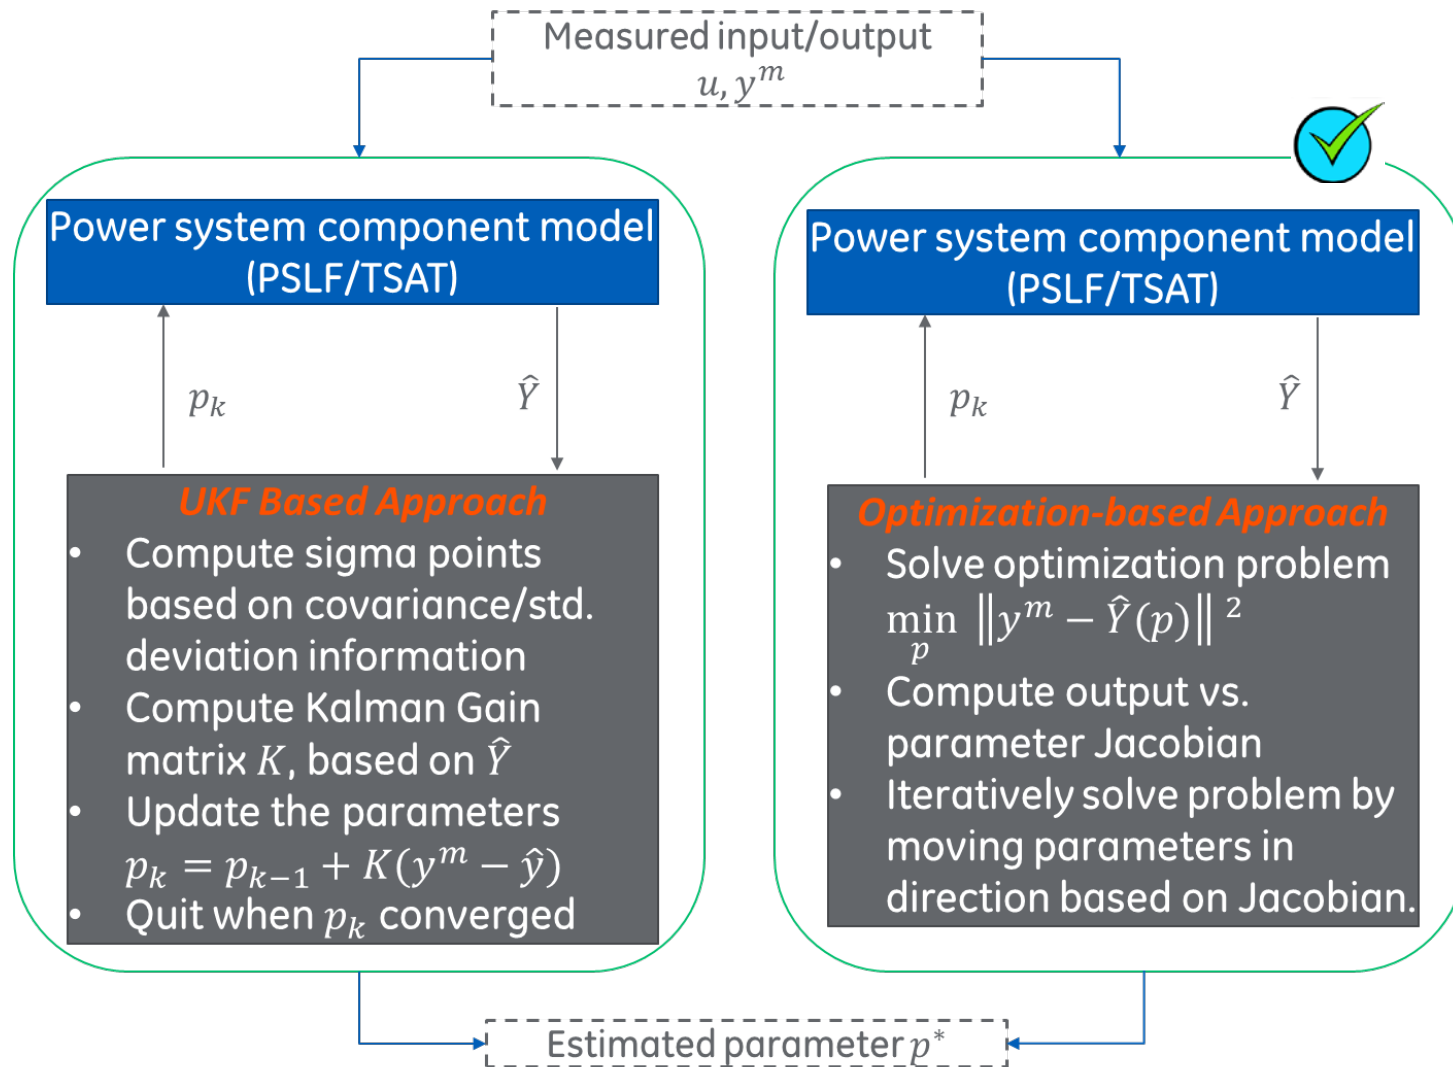 Measured input/output
u, y^m
Power system component model
(PSLF/TSAT)
p_k
Ŷ
UKF Based Approach
• Compute sigma points
based on covariance/std.
deviation information
• Compute Kalman Gain
matrix K, based on Ŷ
• Update the parameters
p_k = p_{k−1} + K(y^m − ŷ)
• Quit when p_k converged
Power system component model
(PSLF/TSAT)
p_k
Ŷ
Optimization-based Approach
• Solve optimization problem
min_p ‖y^m − Ŷ(p)‖ ²
• Compute output vs.
parameter Jacobian
• Iteratively solve problem by
moving parameters in
direction based on Jacobian.
Estimated parameter p*